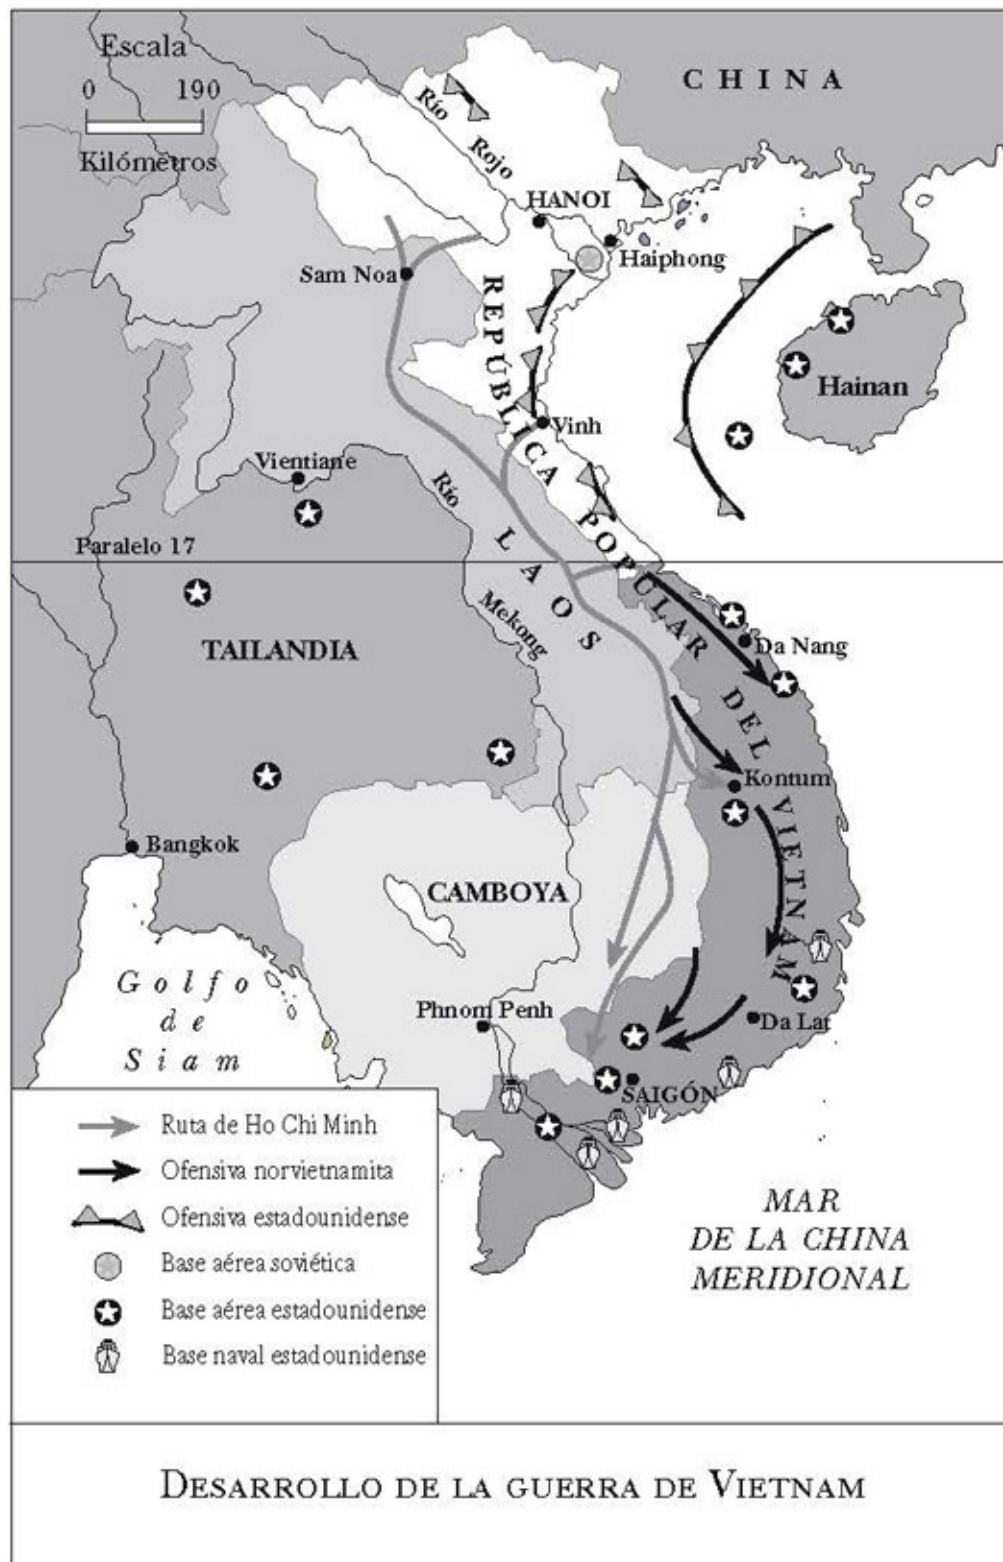 Escala
0 190
Kilómetros
CHINA
Río
Rojo
HANOI
Haiphong
Sam Noa
REPÚBLICA POPULAR DEL VIETNAM
Hainan
Vinh
Vientiane
Río
Mekong
LAOS
Paralelo 17
TAILANDIA
Da Nang
Kontum
Bangkok
CAMBOYA
Golfo
de
Siam
Phnom Penh
Da Lat
SAIGÓN
Ruta de Ho Chi Minh
Ofensiva norvietnamita
Ofensiva estadounidense
Base aérea soviética
Base aérea estadounidense
Base naval estadounidense
MAR
DE LA CHINA
MERIDIONAL
DESARROLLO DE LA GUERRA DE VIETNAM